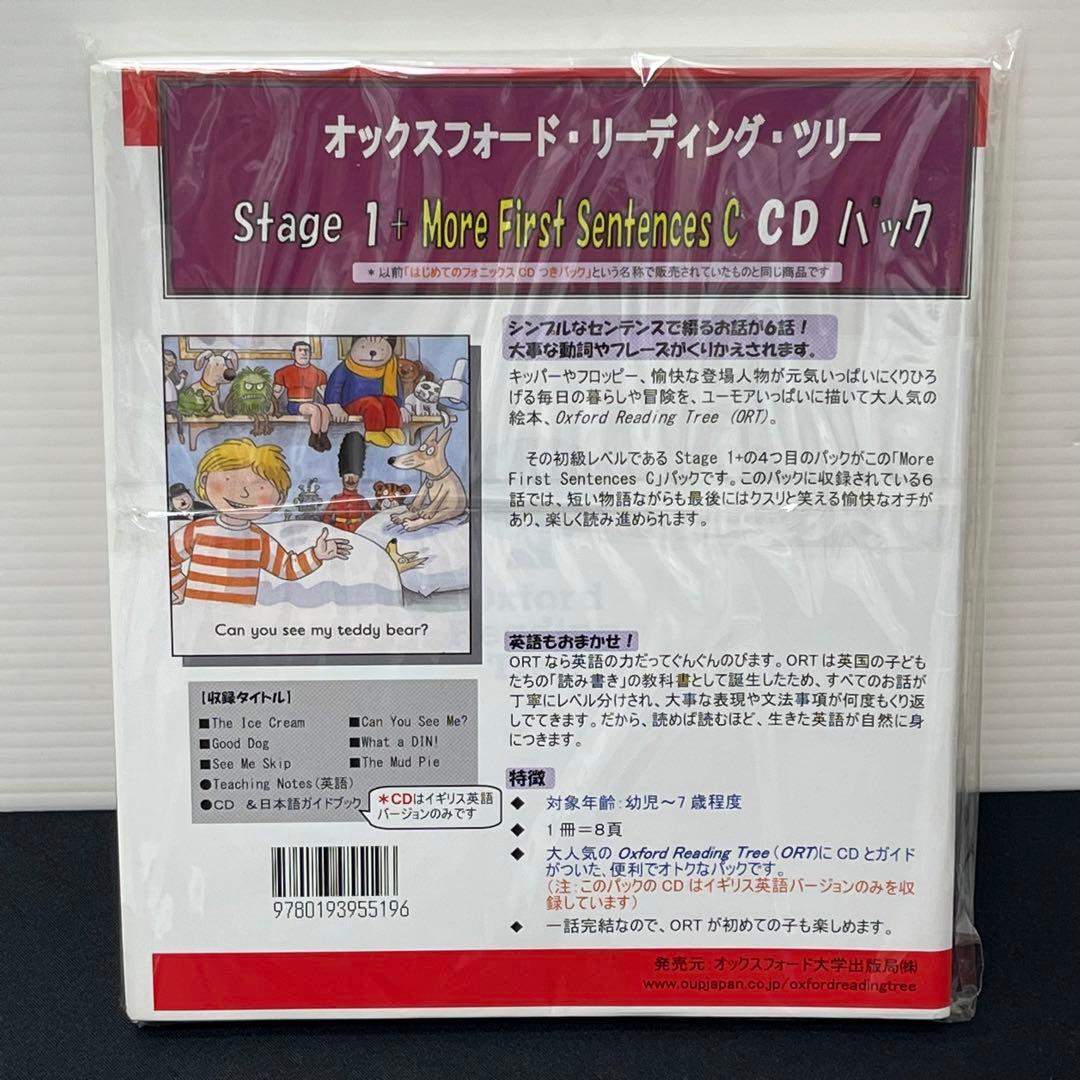 オックスフォード・リーディング・ツリー
Stage 1+ More First Sentences C CD パック
＊以前「はじめてのフォニックス CD つきパック」という名称で販売されていたものと同じ商品です
シンプルなセンテンスで綴るお話が6話！
大事な動詞やフレーズがくりかえされます。
キッパーやフロッピー、愉快な登場人物が元気いっぱいにくりひろ
げる毎日の暮らしや冒険を、ユーモアいっぱいに描いて大人気の
絵本、Oxford Reading Tree (ORT)。
その初級レベルである Stage 1+の4つ目のパックがこの「More
First Sentences C」パックです。このパックに収録されている6
話では、短い物語ながらも最後にはクスリと笑える愉快なオチが
あり、楽しく読み進められます。
Can you see my teddy bear?
英語もおまかせ！
ORTなら英語の力だってぐんぐんのびます。ORTは英国の子ども
たちの「読み書き」の教科書として誕生したため、すべてのお話が
丁寧にレベル分けされ、大事な表現や文法事項が何度もくり返
しでてきます。だから、読めば読むほど、生きた英語が自然に身
につきます。
【収録タイトル】
■The Ice Cream ■Can You See Me?
■Good Dog ■What a DIN!
■See Me Skip ■The Mud Pie
●Teaching Notes(英語)
●CD ＆日本語ガイドブック
＊CDはイギリス英語
バージョンのみです
特徴
◆ 対象年齢:幼児～7歳程度
◆ 1冊＝8頁
◆ 大人気の Oxford Reading Tree (ORT)に CD とガイド
がついた、便利でオトクなパックです。
(注:このパックの CD はイギリス英語バージョンのみを収
録しています)
◆ 一話完結なので、ORT が初めての子も楽しめます。
9780193955196
発売元:オックスフォード大学出版局㈱
www.oupjapan.co.jp/oxfordreadingtree